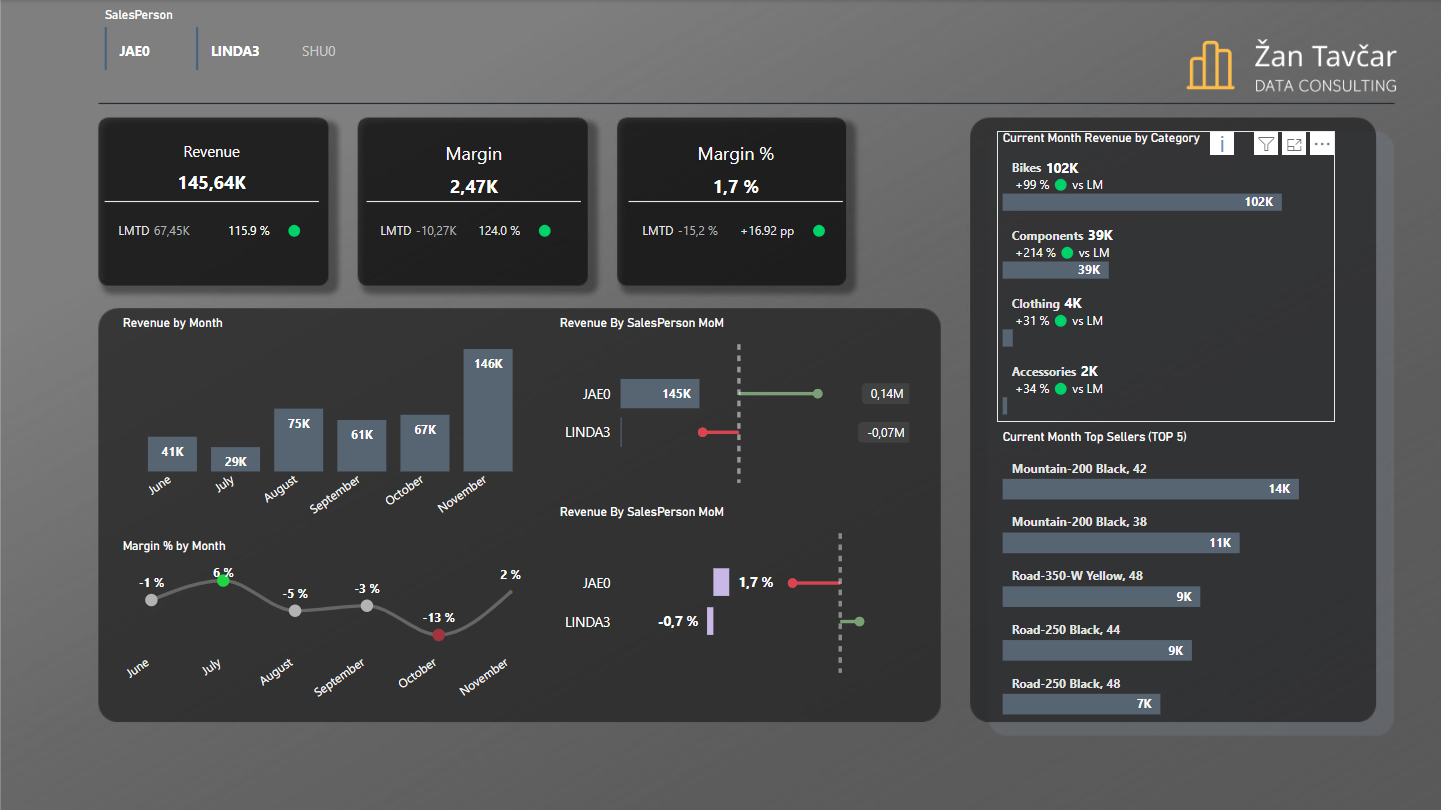 SalesPerson
JAE0
LINDA3
SHU0
Žan Tavčar
DATA CONSULTING
Revenue
145,64K
LMTD 67,45K 115.9 %
Margin
2,47K
LMTD -10,27K 124.0 %
Margin %
1,7 %
LMTD -15,2 % +16.92 pp
Revenue by Month
41K
29K
75K
61K
67K
146K
June
July
August
September
October
November
Margin % by Month
-1 %
6 %
-5 %
-3 %
-13 %
2 %
June
July
August
September
October
November
Revenue By SalesPerson MoM
JAE0 145K 0,14M
LINDA3 -0,07M
Revenue By SalesPerson MoM
JAE0 1,7 %
LINDA3 -0,7 %
Current Month Revenue by Category
i
Bikes 102K
+99 % vs LM
102K
Components 39K
+214 % vs LM
39K
Clothing 4K
+31 % vs LM
Accessories 2K
+34 % vs LM
Current Month Top Sellers (TOP 5)
Mountain-200 Black, 42
14K
Mountain-200 Black, 38
11K
Road-350-W Yellow, 48
9K
Road-250 Black, 44
9K
Road-250 Black, 48
7K